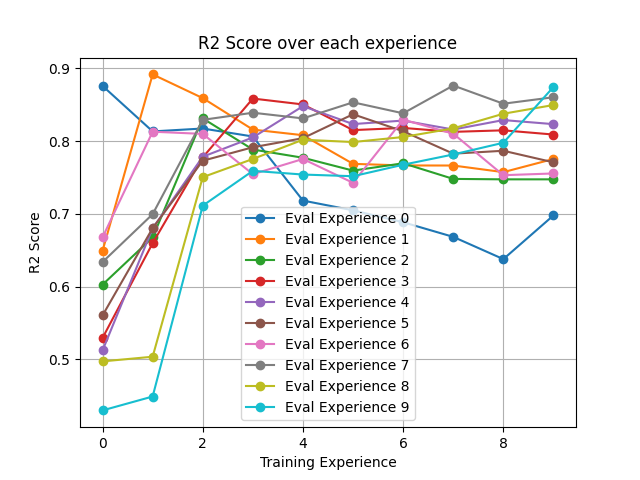 R2 Score over each experience
0.9
0.8
0.7
0.6
0.5
R2 Score
Eval Experience 0
Eval Experience 1
Eval Experience 2
Eval Experience 3
Eval Experience 4
Eval Experience 5
Eval Experience 6
Eval Experience 7
Eval Experience 8
Eval Experience 9
0 2 4 6 8
Training Experience